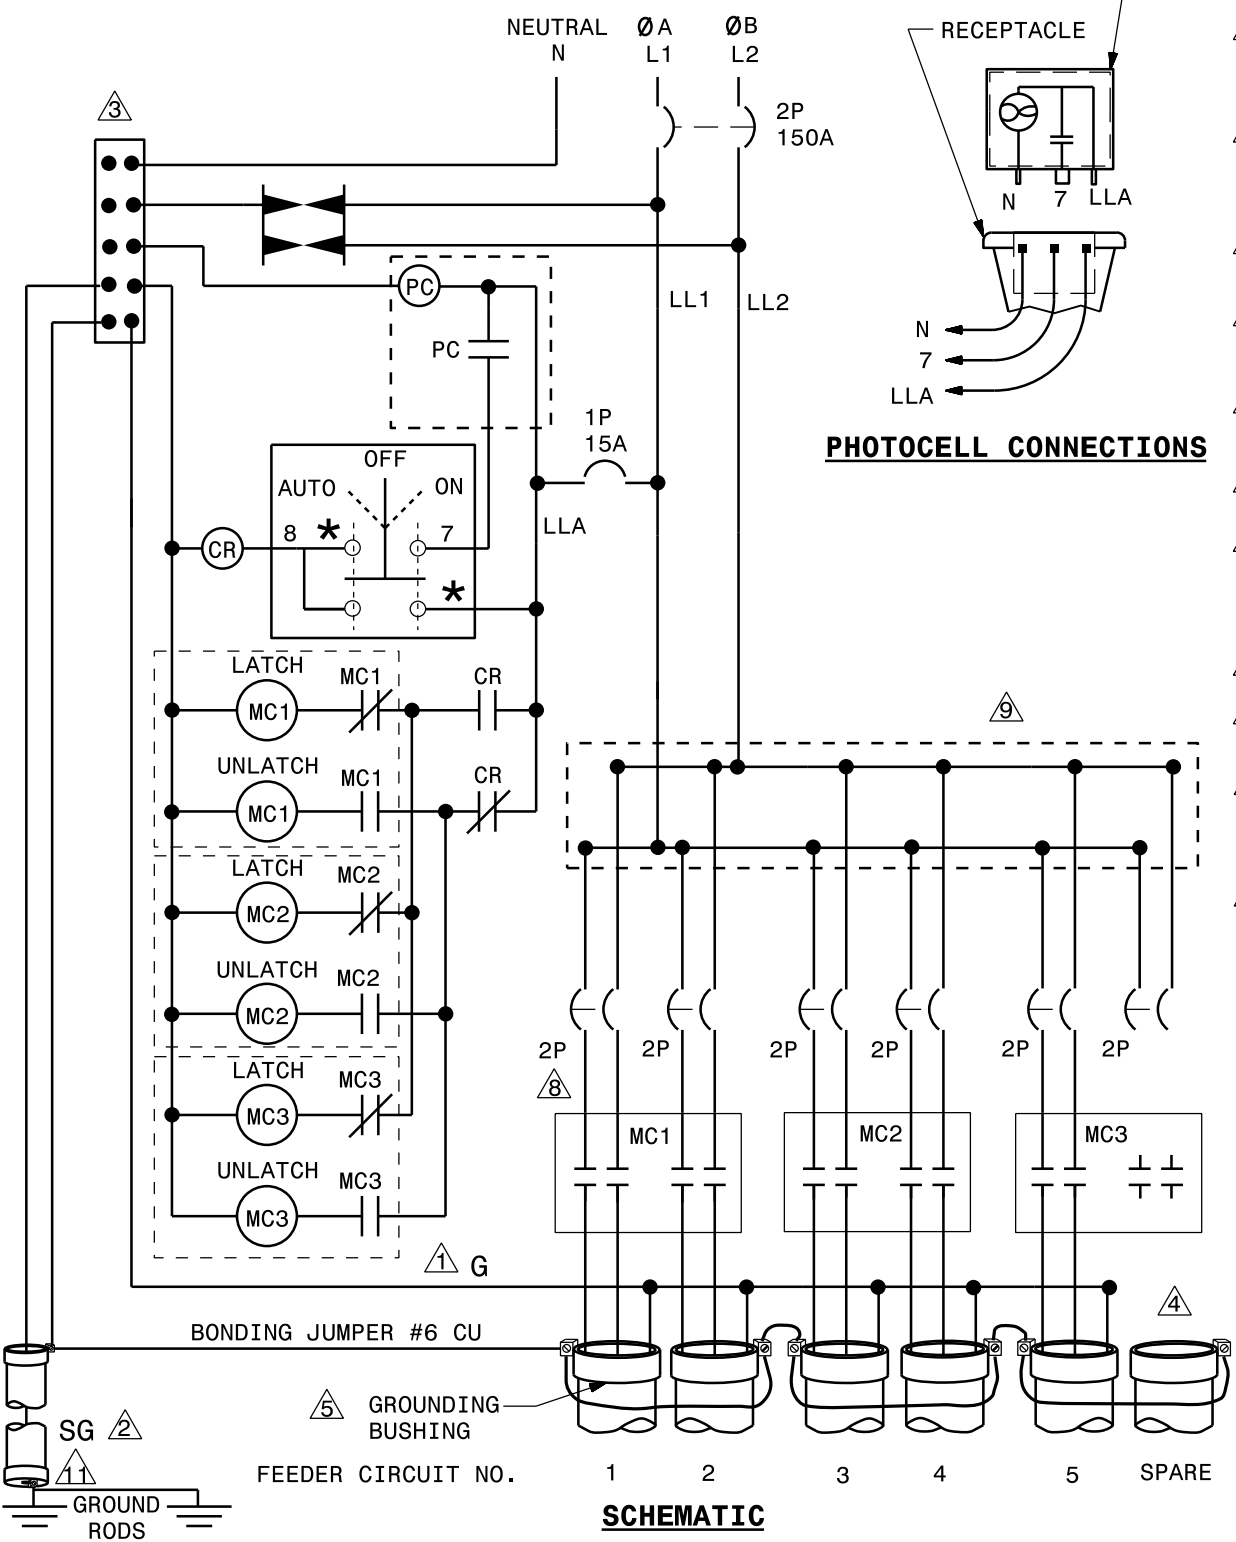 NEUTRAL
N
ØA
L1
ØB
L2
2P
150A
3
RECEPTACLE
N 7 LLA
N
7
LLA
PHOTOCELL CONNECTIONS
PC
PC
LL1
LL2
1P
15A
OFF
AUTO
ON
8 * 7
*
LLA
CR
LATCH
MC1
MC1
CR
UNLATCH
MC1
MC1
CR
LATCH
MC2
MC2
UNLATCH
MC2
MC2
LATCH
MC3
MC3
UNLATCH
MC3
MC3
9
2P 2P 2P 2P 2P 2P
8
MC1 MC2 MC3
1 G
4
BONDING JUMPER #6 CU
5 GROUNDING
BUSHING
SG 2
11
FEEDER CIRCUIT NO. 1 2 3 4 5 SPARE
GROUND
RODS
SCHEMATIC